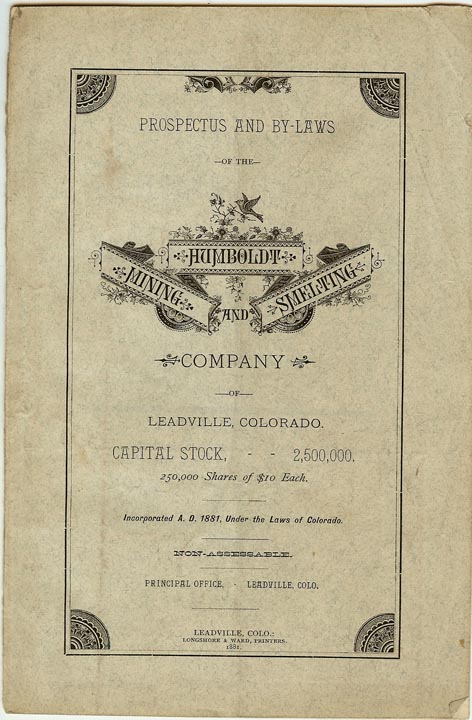 PROSPECTUS AND BY-LAWS
—OF THE—
HUMBOLDT
MINING
AND
SMELTING
COMPANY
—OF—
LEADVILLE, COLORADO.
CAPITAL STOCK, - - 2,500,000.
250,000 Shares of $10 Each.
Incorporated A. D. 1881, Under the Laws of Colorado.
NON-ASSESSABLE.
PRINCIPAL OFFICE, - LEADVILLE, COLO.
LEADVILLE, COLO.:
LONGSHORE & WARD, PRINTERS.
1881.